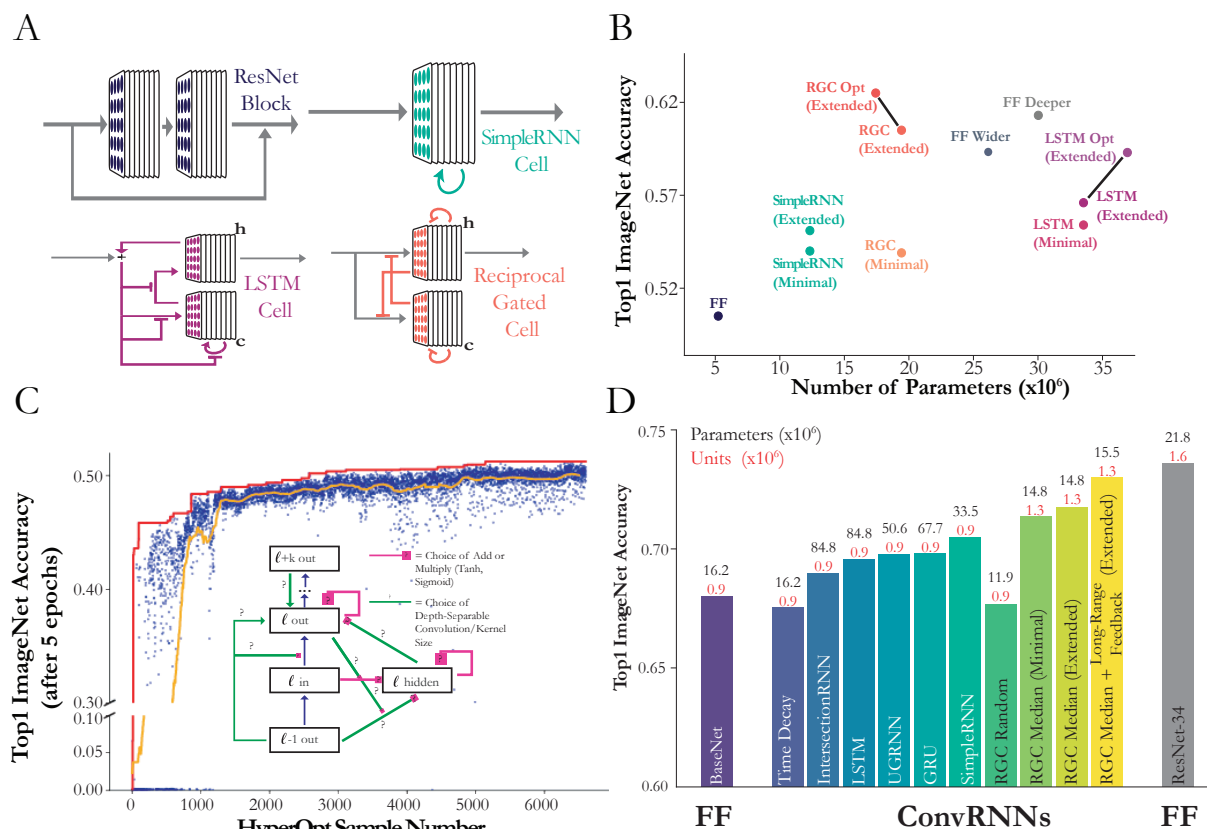 A
ResNet
Block
SimpleRNN
Cell
h
+
LSTM
Cell
c
h
Reciprocal
Gated
Cell
c
B
Top1 ImageNet Accuracy
0.62
0.57
0.52
RGC Opt
(Extended)
RGC
(Extended)
FF Deeper
FF Wider
LSTM Opt
(Extended)
SimpleRNN
(Extended)
SimpleRNN
(Minimal)
RGC
(Minimal)
LSTM
(Extended)
LSTM
(Minimal)
FF
5
10
15
20
25
30
35
Number of Parameters (x10⁶)
C
Top1 ImageNet Accuracy
(after 5 epochs)
0.50
0.40
0.30
0.10
0.05
0.00
ℓ+k out
?
...
ℓ out
?
?
?
?
ℓ in
?
ℓ hidden
?
?
ℓ-1 out
?
= Choice of Add or
Multiply (Tanh,
Sigmoid)
= Choice of
Depth-Separable
Convolution/Kernel
Size
0
1000
2000
3000
4000
5000
6000
HyperOpt Sample Number
D
Top1 ImageNet Accuracy
0.75
0.70
0.65
0.60
Parameters (x10⁶)
Units (x10⁶)
16.2
0.9
BaseNet
16.2
0.9
Time Decay
84.8
0.9
IntersectionRNN
84.8
0.9
LSTM
50.6
0.9
UGRNN
67.7
0.9
GRU
33.5
0.9
SimpleRNN
11.9
0.9
RGC Random
14.8
1.3
RGC Median (Minimal)
14.8
1.3
RGC Median (Extended)
15.5
1.3
RGC Median + Long-Range (Extended)
Feedback
21.8
1.6
ResNet-34
FF
ConvRNNs
FF